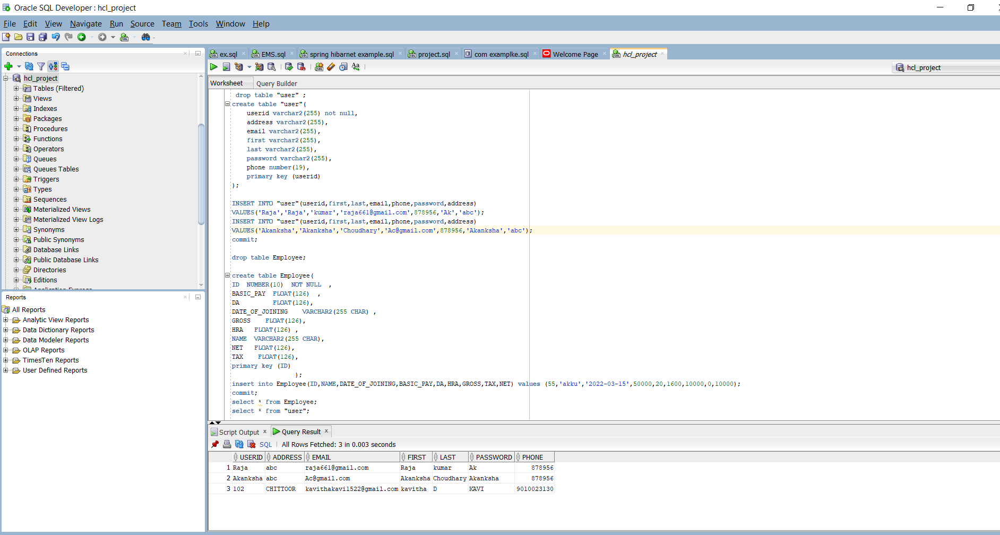 Oracle SQL Developer : hcl_project
File Edit View Navigate Run Source Team Tools Window Help
Connections
hcl_project
Tables (Filtered)
Views
Indexes
Packages
Procedures
Functions
Operators
Queues
Queues Tables
Triggers
Types
Sequences
Materialized Views
Materialized View Logs
Synonyms
Public Synonyms
Database Links
Public Database Links
Directories
Editions
Application Express
Reports
All Reports
Analytic View Reports
Data Dictionary Reports
Data Modeler Reports
OLAP Reports
TimesTen Reports
User Defined Reports
ex.sql EMS.sql spring hibarnet example.sql project.sql com examplke.sql Welcome Page hcl_project
hcl_project
Worksheet Query Builder
drop table "user" ;
create table "user"(
userid varchar2(255) not null,
address varchar2(255),
email varchar2(255),
first varchar2(255),
last varchar2(255),
password varchar2(255),
phone number(19),
primary key (userid)
);
INSERT INTO "user"(userid,first,last,email,phone,password,address)
VALUES('Raja','Raja','kumar','raja661@gmail.com',878956,'Ak','abc');
INSERT INTO "user"(userid,first,last,email,phone,password,address)
VALUES('Akanksha','Akanksha','Choudhary','Ac@gmail.com',878956,'Akanksha','abc');
commit;
drop table Employee;
create table Employee(
ID NUMBER(10) NOT NULL ,
BASIC_PAY FLOAT(126) ,
DA FLOAT(126),
DATE_OF_JOINING VARCHAR2(255 CHAR) ,
GROSS FLOAT(126),
HRA FLOAT(126) ,
NAME VARCHAR2(255 CHAR),
NET FLOAT(126),
TAX FLOAT(126),
primary key (ID)
);
insert into Employee(ID,NAME,DATE_OF_JOINING,BASIC_PAY,DA,HRA,GROSS,TAX,NET) values (55,'akku','2022-03-15',50000,20,1600,10000,0,10000);
commit;
select * from Employee;
select * from "user";
Script Output Query Result
SQL All Rows Fetched: 3 in 0.003 seconds
USERID ADDRESS EMAIL FIRST LAST PASSWORD PHONE
1 Raja abc raja661@gmail.com Raja kumar Ak 878956
2 Akanksha abc Ac@gmail.com Akanksha Choudhary Akanksha 878956
3 102 CHITTOOR kavithakavi1522@gmail.com kavitha D KAVI 9010023130